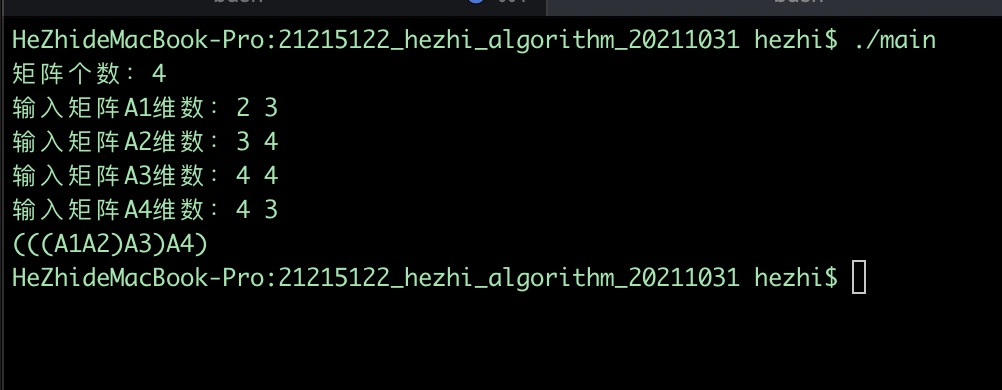 HeZhideMacBook-Pro:21215122_hezhi_algorithm_20211031 hezhi$ ./main
矩阵个数：4
输入矩阵A1维数：2 3
输入矩阵A2维数：3 4
输入矩阵A3维数：4 4
输入矩阵A4维数：4 3
(((A1A2)A3)A4)
HeZhideMacBook-Pro:21215122_hezhi_algorithm_20211031 hezhi$